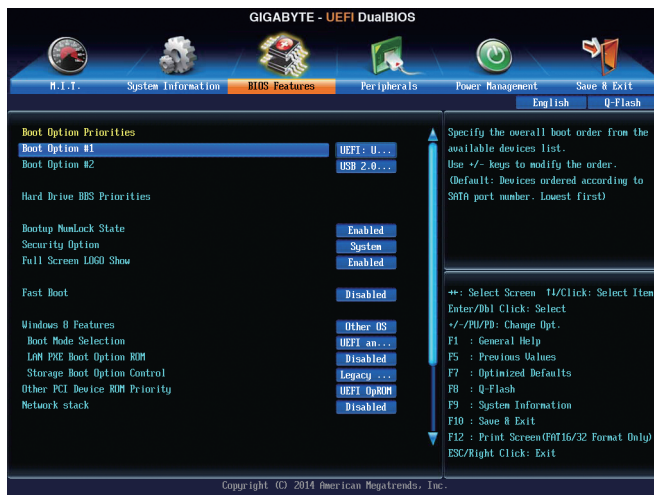 GIGABYTE - UEFI DualBIOS
M.I.T.
System Information
BIOS Features
Peripherals
Power Management
Save & Exit
English
Q-Flash
Boot Option Priorities
Boot Option #1 UEFI: U...
Boot Option #2 USB 2.0...
Hard Drive BBS Priorities
Bootup NumLock State Enabled
Security Option System
Full Screen LOGO Show Enabled
Fast Boot Disabled
Windows 8 Features Other OS
Boot Mode Selection UEFI an...
LAN PXE Boot Option ROM Disabled
Storage Boot Option Control Legacy ...
Other PCI Device ROM Priority UEFI OpROM
Network stack Disabled
Specify the overall boot order from the
available devices list.
Use +/- keys to modify the order.
(Default: Devices ordered according to
SATA port number. Lowest first)
↔: Select Screen ↑↓/Click: Select Item
Enter/Dbl Click: Select
+/-/PU/PD: Change Opt.
F1 : General Help
F5 : Previous Values
F7 : Optimized Defaults
F8 : Q-Flash
F9 : System Information
F10 : Save & Exit
F12 : Print Screen(FAT16/32 Format Only)
ESC/Right Click: Exit
Copyright (C) 2014 American Megatrends, Inc.